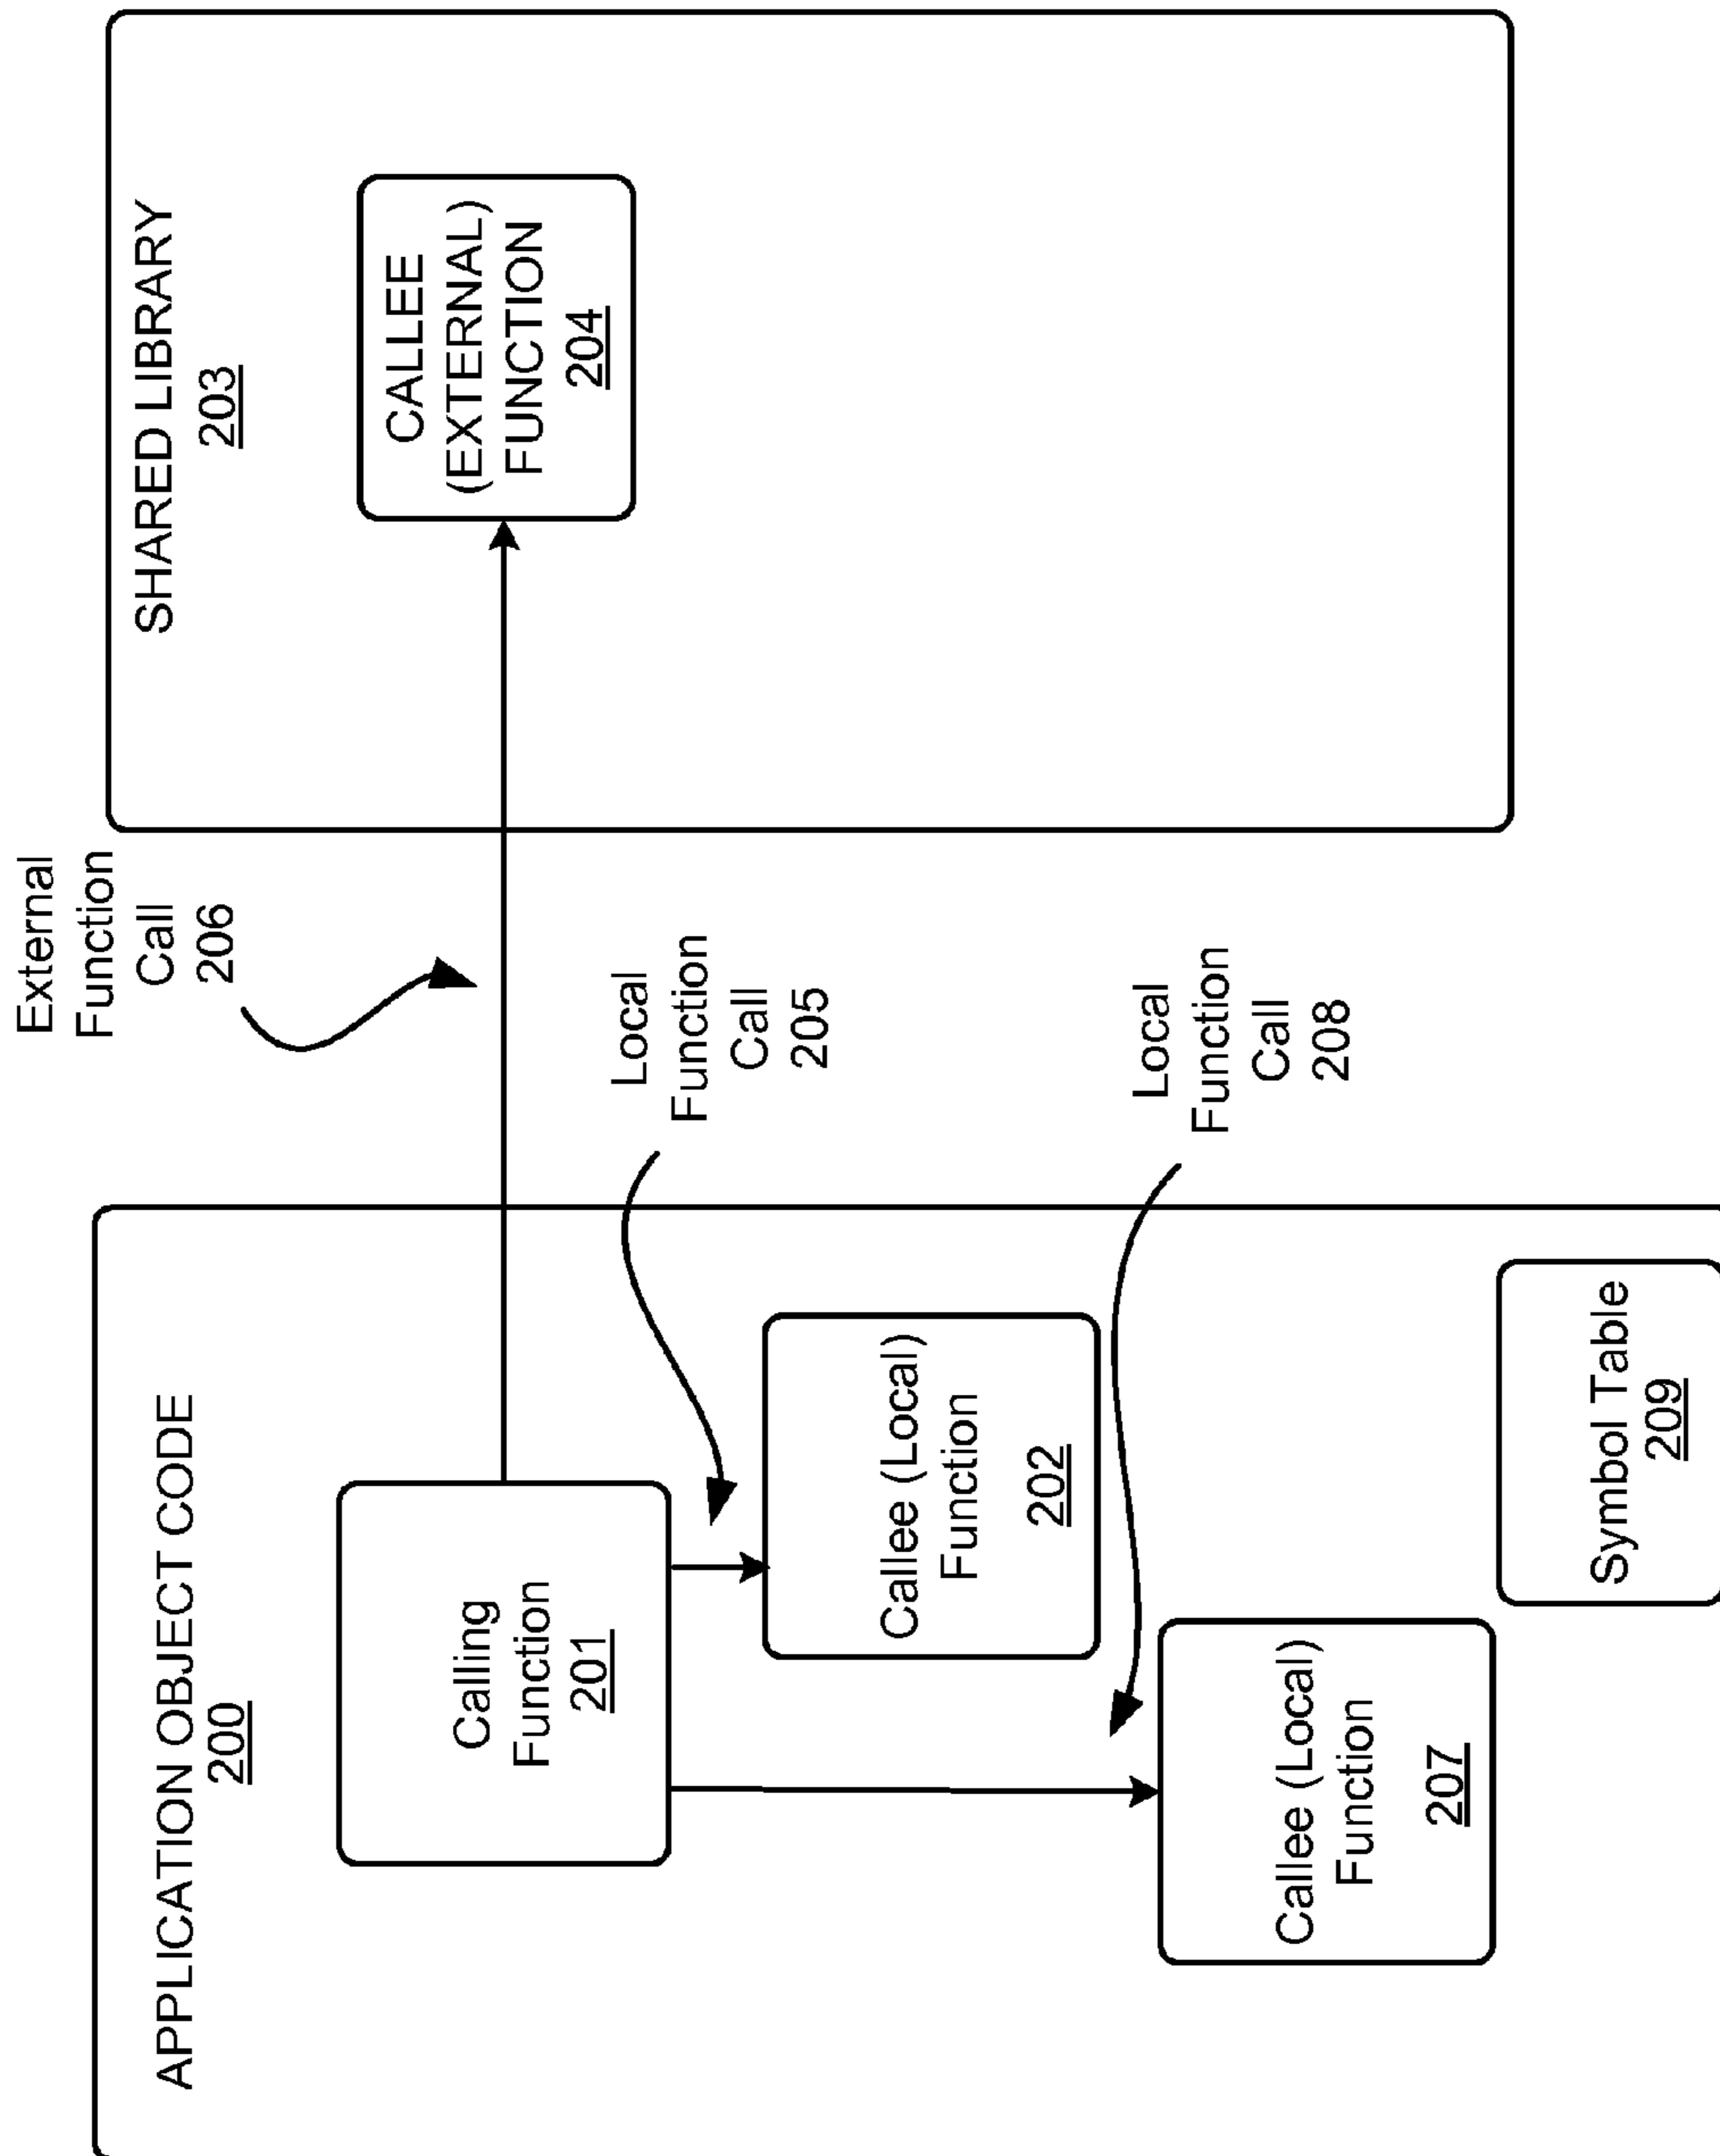 APPLICATION OBJECT CODE
200
Calling
Function
201
Callee (Local)
Function
202
Callee (Local)
Function
207
Symbol Table
209
External
Function
Call
206
Local
Function
Call
205
Local
Function
Call
208
SHARED LIBRARY
203
CALLEE
(EXTERNAL)
FUNCTION
204